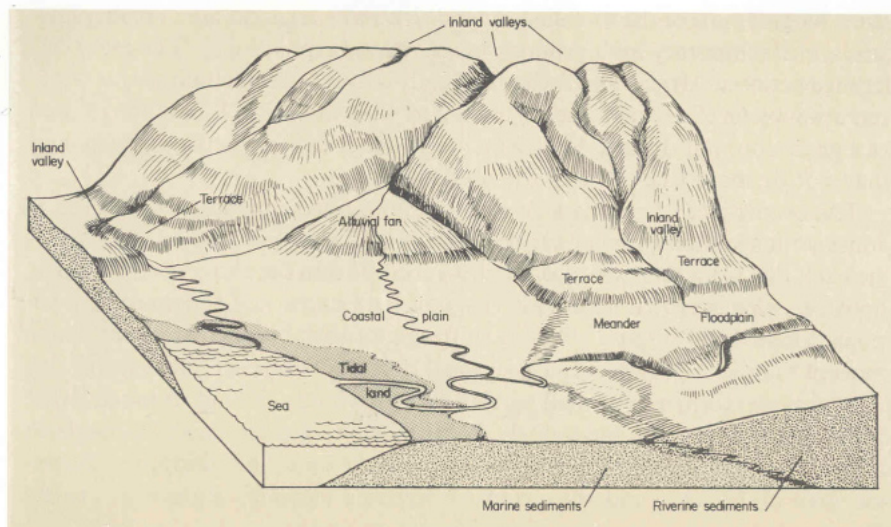 Inland valleys
Inland
valley
Terrace
Alluvial fan
Inland
valley
Terrace
Terrace
Coastal plain
Meander
Floodplain
Tidal
land
Sea
Marine sediments
Riverine sediments